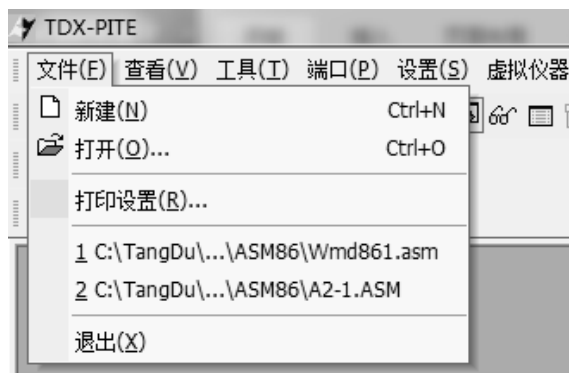 TDX-PITE
文件(F) 查看(V) 工具(T) 端口(P) 设置(S) 虚拟仪器
新建(N) Ctrl+N
打开(O)... Ctrl+O
打印设置(R)...
1 C:\TangDu\...\ASM86\Wmd861.asm
2 C:\TangDu\...\ASM86\A2-1.ASM
退出(X)